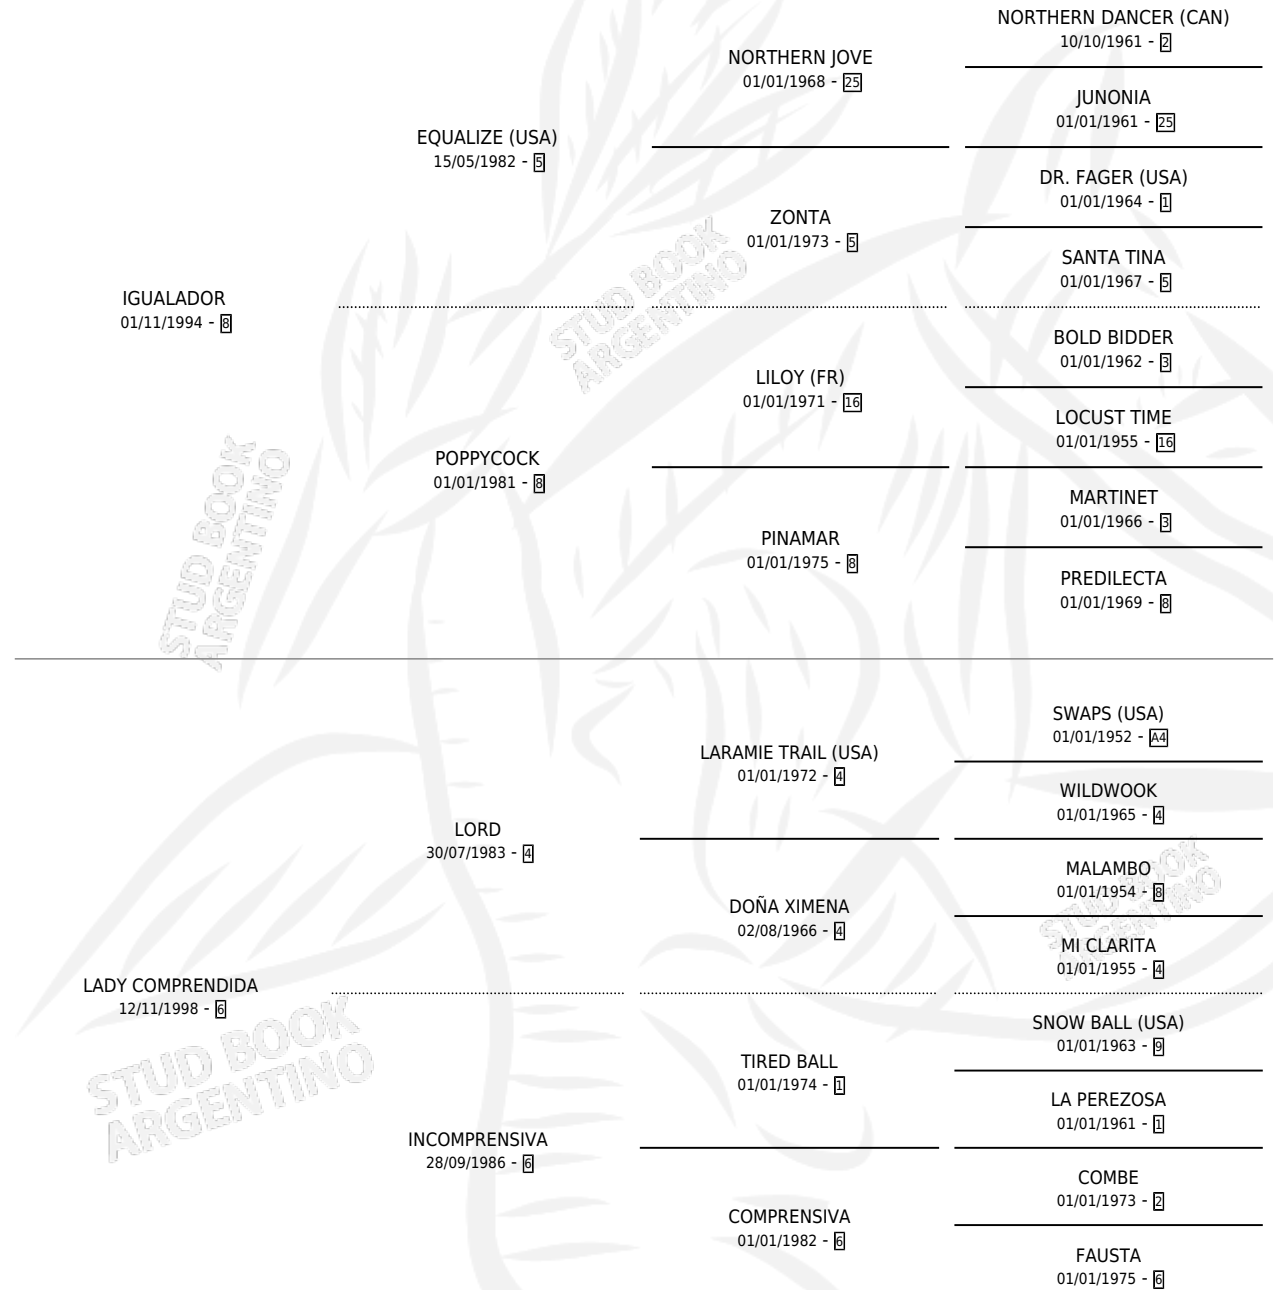 NORTHERN DANCER (CAN)
10/10/1961 - 2
NORTHERN JOVE
01/01/1968 - 25
JUNONIA
01/01/1961 - 25
EQUALIZE (USA)
15/05/1982 - 5
DR. FAGER (USA)
01/01/1964 - 1
ZONTA
01/01/1973 - 5
SANTA TINA
01/01/1967 - 5
IGUALADOR
01/11/1994 - 8
STUD BOOK
ARGENTINO
BOLD BIDDER
01/01/1962 - 3
LILOY (FR)
01/01/1971 - 16
LOCUST TIME
01/01/1955 - 16
POPPYCOCK
01/01/1981 - 8
MARTINET
01/01/1966 - 3
PINAMAR
01/01/1975 - 8
PREDILECTA
01/01/1969 - 8
STUD BOOK
ARGENTINO
SWAPS (USA)
01/01/1952 - A4
LARAMIE TRAIL (USA)
01/01/1972 - 4
WILDWOOK
01/01/1965 - 4
LORD
30/07/1983 - 4
MALAMBO
01/01/1954 - 8
DOÑA XIMENA
02/08/1966 - 4
MI CLARITA
01/01/1955 - 4
STUD BOOK
ARGENTINO
LADY COMPRENDIDA
12/11/1998 - 6
SNOW BALL (USA)
01/01/1963 - 9
TIRED BALL
01/01/1974 - 1
LA PEREZOSA
01/01/1961 - 1
STUD BOOK
ARGENTINO
INCOMPRENSIVA
28/09/1986 - 6
COMBE
01/01/1973 - 2
COMPRENSIVA
01/01/1982 - 6
FAUSTA
01/01/1975 - 6